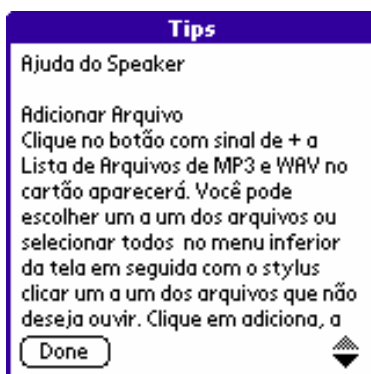 Tips
Ajuda do Speaker
Adicionar Arquivo
Clique no botão com sinal de + a
Lista de Arquivos de MP3 e WAV no
cartão aparecerá. Você pode
escolher um a um dos arquivos ou
selecionar todos no menu inferior
da tela em seguida com o stylus
clicar um a um dos arquivos que não
deseja ouvir. Clique em adiciona, a
Done